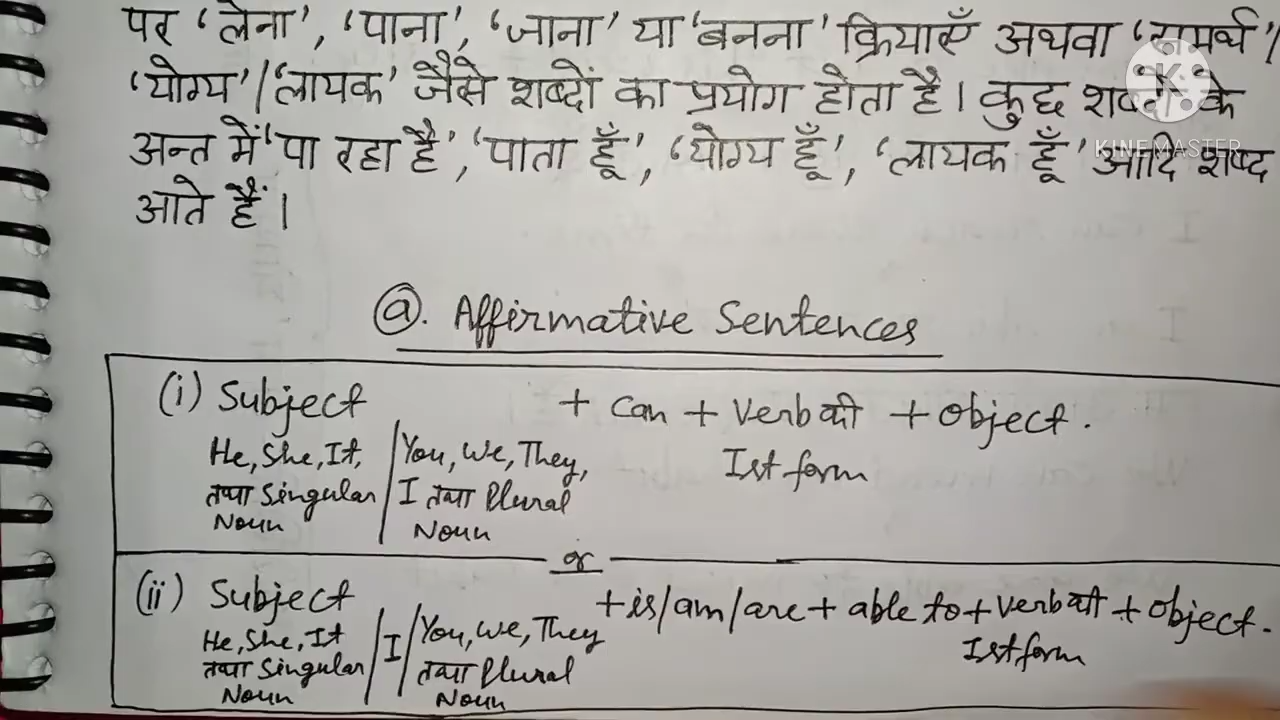 पर 'लेना', 'पाना', 'जाना' या 'बनना' क्रियाएँ अथवा 'समर्थ'/
'योग्य'/'लायक' जैसे शब्दों का प्रयोग होता है। कुछ शब्दों के
अन्त में 'पा रहा है', 'पाता हूँ', 'योग्य हूँ', 'लायक हूँ' आदि शब्द
आते हैं।
KINEMASTER
ⓐ. Affirmative Sentences
(i) Subject + can + verb की + object.
He, She, It, / You, We, They, Ist form
तथा Singular / I तथा Plural
Noun / Noun
or
(ii) Subject + is/am/are + able to + verb की + object.
He, She, It / I / You, We, They Ist form
तथा Singular / तथा Plural
Noun / Noun